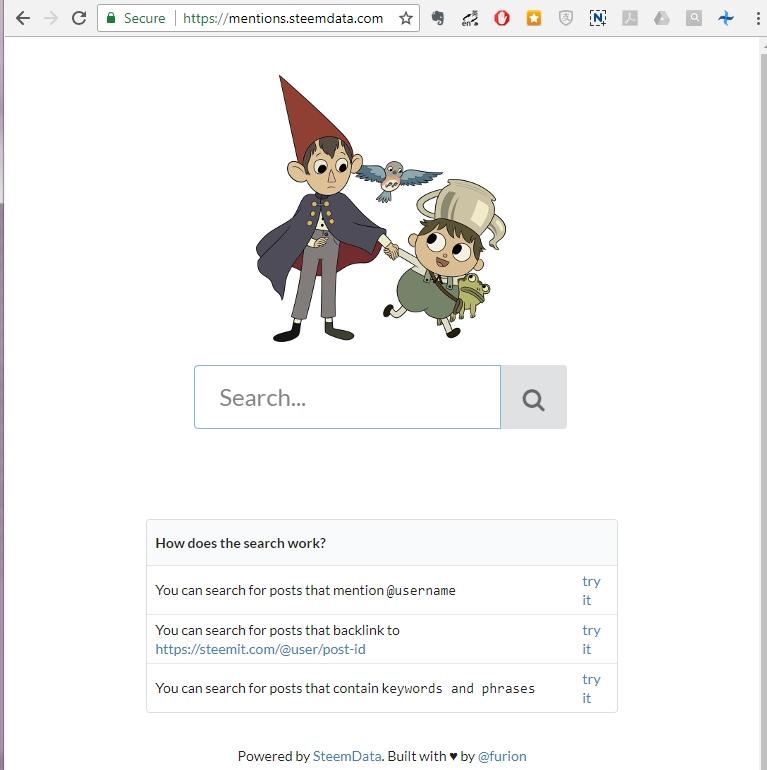 Secure | https://mentions.steemdata.com
Search...
How does the search work?
You can search for posts that mention @username
try
it
You can search for posts that backlink to
https://steemit.com/@user/post-id
try
it
You can search for posts that contain keywords and phrases
try
it
Powered by SteemData. Built with ♥ by @furion